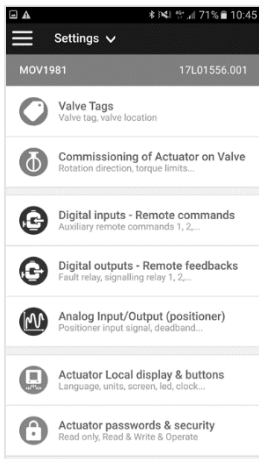 71% 10:45
Settings
MOV1981 17L01556.001
Valve Tags
Valve tag, valve location
Commissioning of Actuator on Valve
Rotation direction, torque limits...
Digital inputs - Remote commands
Auxiliary remote commands 1, 2,...
Digital outputs - Remote feedbacks
Fault relay, signalling relay 1, 2,...
Analog Input/Output (positioner)
Positioner input signal, deadband...
Actuator Local display & buttons
Language, units, screen, led, clock...
Actuator passwords & security
Read only, Read & Write & Operate